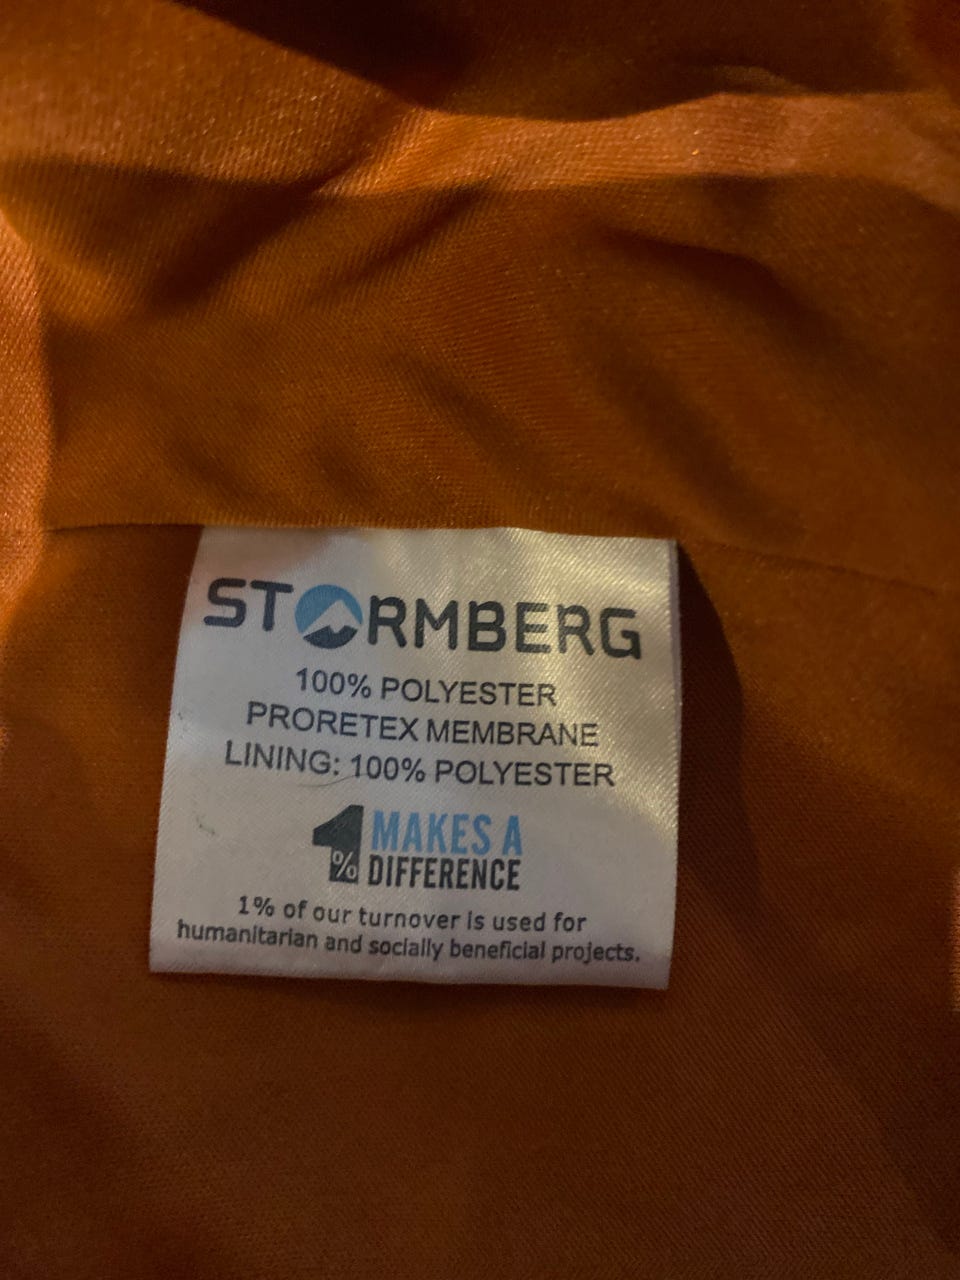 STORMBERG
100% POLYESTER
PRORETEX MEMBRANE
LINING: 100% POLYESTER
1% MAKES A
DIFFERENCE
1% of our turnover is used for
humanitarian and socially beneficial projects.